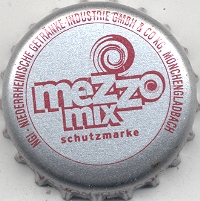 NGI - NIEDERRHEINISCHE GETRÄNKE-INDUSTRIE GMBH & CO KG, MÖNCHENGLADBACH
mezzo
mix
schutzmarke